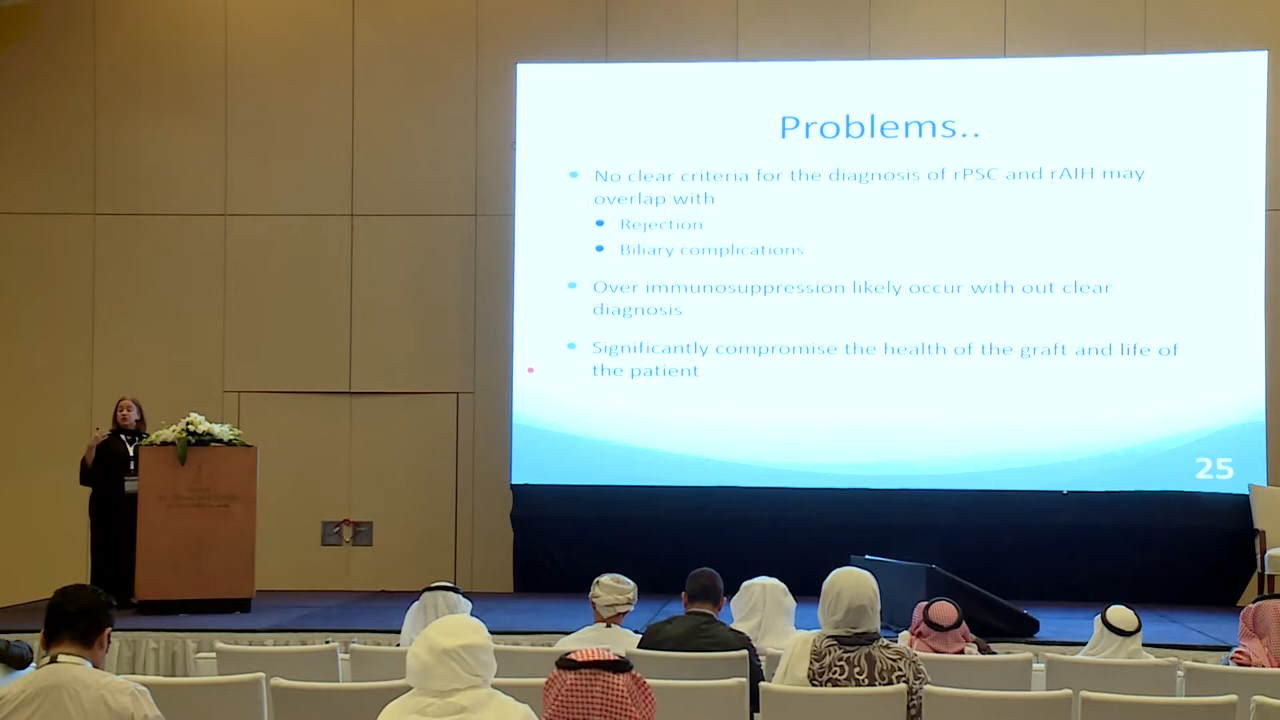 Problems..
No clear criteria for the diagnosis of rPSC and rAIH may
overlap with
Rejection
Biliary complications
Over immunosuppression likely occur with out clear
diagnosis
Significantly compromise the health of the graft and life of
the patient
25